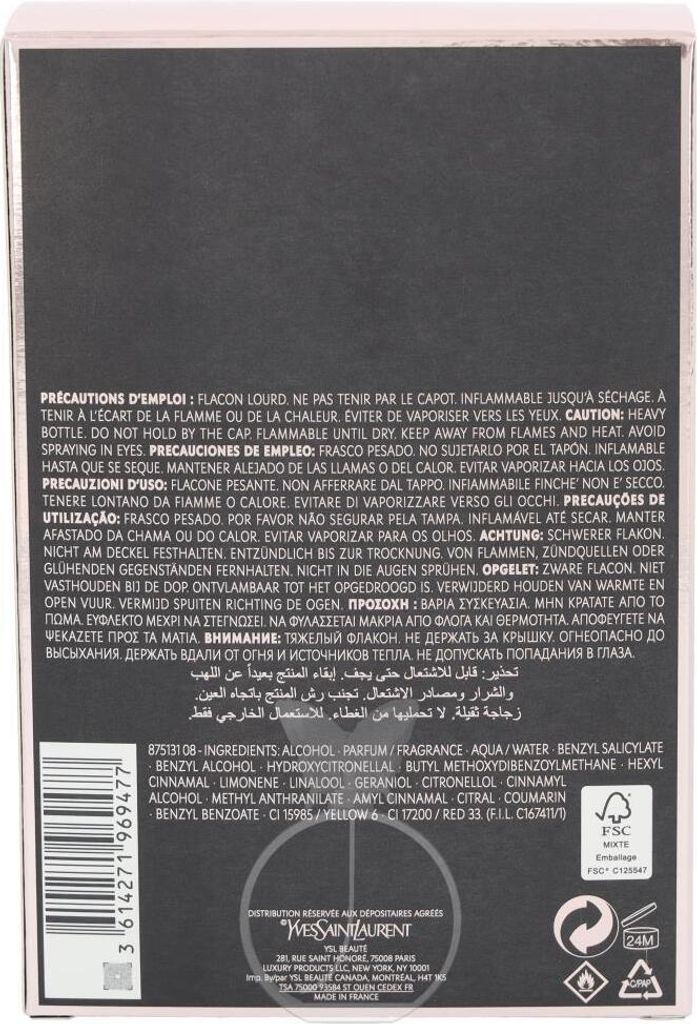 PRÉCAUTIONS D'EMPLOI : FLACON LOURD. NE PAS TENIR PAR LE CAPOT. INFLAMMABLE JUSQU'À SÉCHAGE. À
TENIR À L'ÉCART DE LA FLAMME OU DE LA CHALEUR. ÉVITER DE VAPORISER VERS LES YEUX. CAUTION: HEAVY
BOTTLE. DO NOT HOLD BY THE CAP. FLAMMABLE UNTIL DRY. KEEP AWAY FROM FLAMES AND HEAT. AVOID
SPRAYING IN EYES. PRECAUCIONES DE EMPLEO: FRASCO PESADO. NO SUJETARLO POR EL TAPÓN. INFLAMABLE
HASTA QUE SE SEQUE. MANTENER ALEJADO DE LAS LLAMAS O DEL CALOR. EVITAR VAPORIZAR HACIA LOS OJOS.
PRECAUZIONI D'USO: FLACONE PESANTE. NON AFFERRARE DAL TAPPO. INFIAMMABILE FINCHE' NON E' SECCO.
TENERE LONTANO DA FIAMME O CALORE. EVITARE DI VAPORIZZARE VERSO GLI OCCHI. PRECAUÇÕES DE
UTILIZAÇÃO: FRASCO PESADO. POR FAVOR NÃO SEGURAR PELA TAMPA. INFLAMÁVEL ATÉ SECAR. MANTER
AFASTADO DA CHAMA OU DO CALOR. EVITAR VAPORIZAR PARA OS OLHOS. ACHTUNG: SCHWERER FLAKON.
NICHT AM DECKEL FESTHALTEN. ENTZÜNDLICH BIS ZUR TROCKNUNG. VON FLAMMEN, ZÜNDQUELLEN ODER
GLÜHENDEN GEGENSTÄNDEN FERNHALTEN. NICHT IN DIE AUGEN SPRÜHEN. OPGELET: ZWARE FLACON. NIET
VASTHOUDEN BIJ DE DOP. ONTVLAMBAAR TOT HET OPGEDROOGD IS. VERWIJDERD HOUDEN VAN WARMTE EN
OPEN VUUR. VERMIJD SPUITEN RICHTING DE OGEN. ΠΡΟΣΟΧΗ : ΒΑΡΙΑ ΣΥΣΚΕΥΑΣΙΑ. ΜΗΝ ΚΡΑΤΑΤΕ ΑΠΟ ΤΟ
ΠΩΜΑ. ΕΥΦΛΕΚΤΟ ΜΕΧΡΙ ΝΑ ΣΤΕΓΝΩΣΕΙ. ΝΑ ΦΥΛΑΣΣΕΤΑΙ ΜΑΚΡΙΑ ΑΠΟ ΦΛΟΓΑ ΚΑΙ ΘΕΡΜΟΤΗΤΑ. ΑΠΟΦΕΥΓΕΤΕ ΝΑ
ΨΕΚΑΖΕΤΕ ΠΡΟΣ ΤΑ ΜΑΤΙΑ. ВНИМАНИЕ: ТЯЖЕЛЫЙ ФЛАКОН. НЕ ДЕРЖАТЬ ЗА КРЫШКУ. ОГНЕОПАСНО ДО
ВЫСЫХАНИЯ. ДЕРЖАТЬ ВДАЛИ ОТ ОГНЯ И ИСТОЧНИКОВ ТЕПЛА. НЕ ДОПУСКАТЬ ПОПАДАНИЯ В ГЛАЗА.
تحذير: قابل للاشتعال حتى يجف. إبقاء المنتج بعيداً عن اللهب
والشرار ومصادر الاشتعال. تجنب رش المنتج باتجاه العين.
زجاجة ثقيلة. لا تحمليها من الغطاء. للاستعمال الخارجي فقط.
875131 08 - INGREDIENTS: ALCOHOL · PARFUM / FRAGRANCE · AQUA / WATER · BENZYL SALICYLATE
· BENZYL ALCOHOL · HYDROXYCITRONELLAL · BUTYL METHOXYDIBENZOYLMETHANE · HEXYL
CINNAMAL · LIMONENE · LINALOOL · GERANIOL · CITRONELLOL · CINNAMYL
ALCOHOL · METHYL ANTHRANILATE · AMYL CINNAMAL · CITRAL · COUMARIN
· BENZYL BENZOATE · CI 15985 / YELLOW 6 · CI 17200 / RED 33. (F.I.L. C167411/1)
3 614271 969477
FSC
MIXTE
Emballage
FSC® C125547
DISTRIBUTION RÉSERVÉE AUX DÉPOSITAIRES AGRÉÉS
©YVESSAINTLAURENT
YSL BEAUTÉ
281, RUE SAINT HONORÉ, 75008 PARIS
LUXURY PRODUCTS LLC, NEW YORK, NY 10001
Imp. By/par YSL BEAUTÉ CANADA, MONTRÉAL, H4T 1K5
TSA 75000 93584 ST OUEN CEDEX FR
MADE IN FRANCE
24M
C/PAP